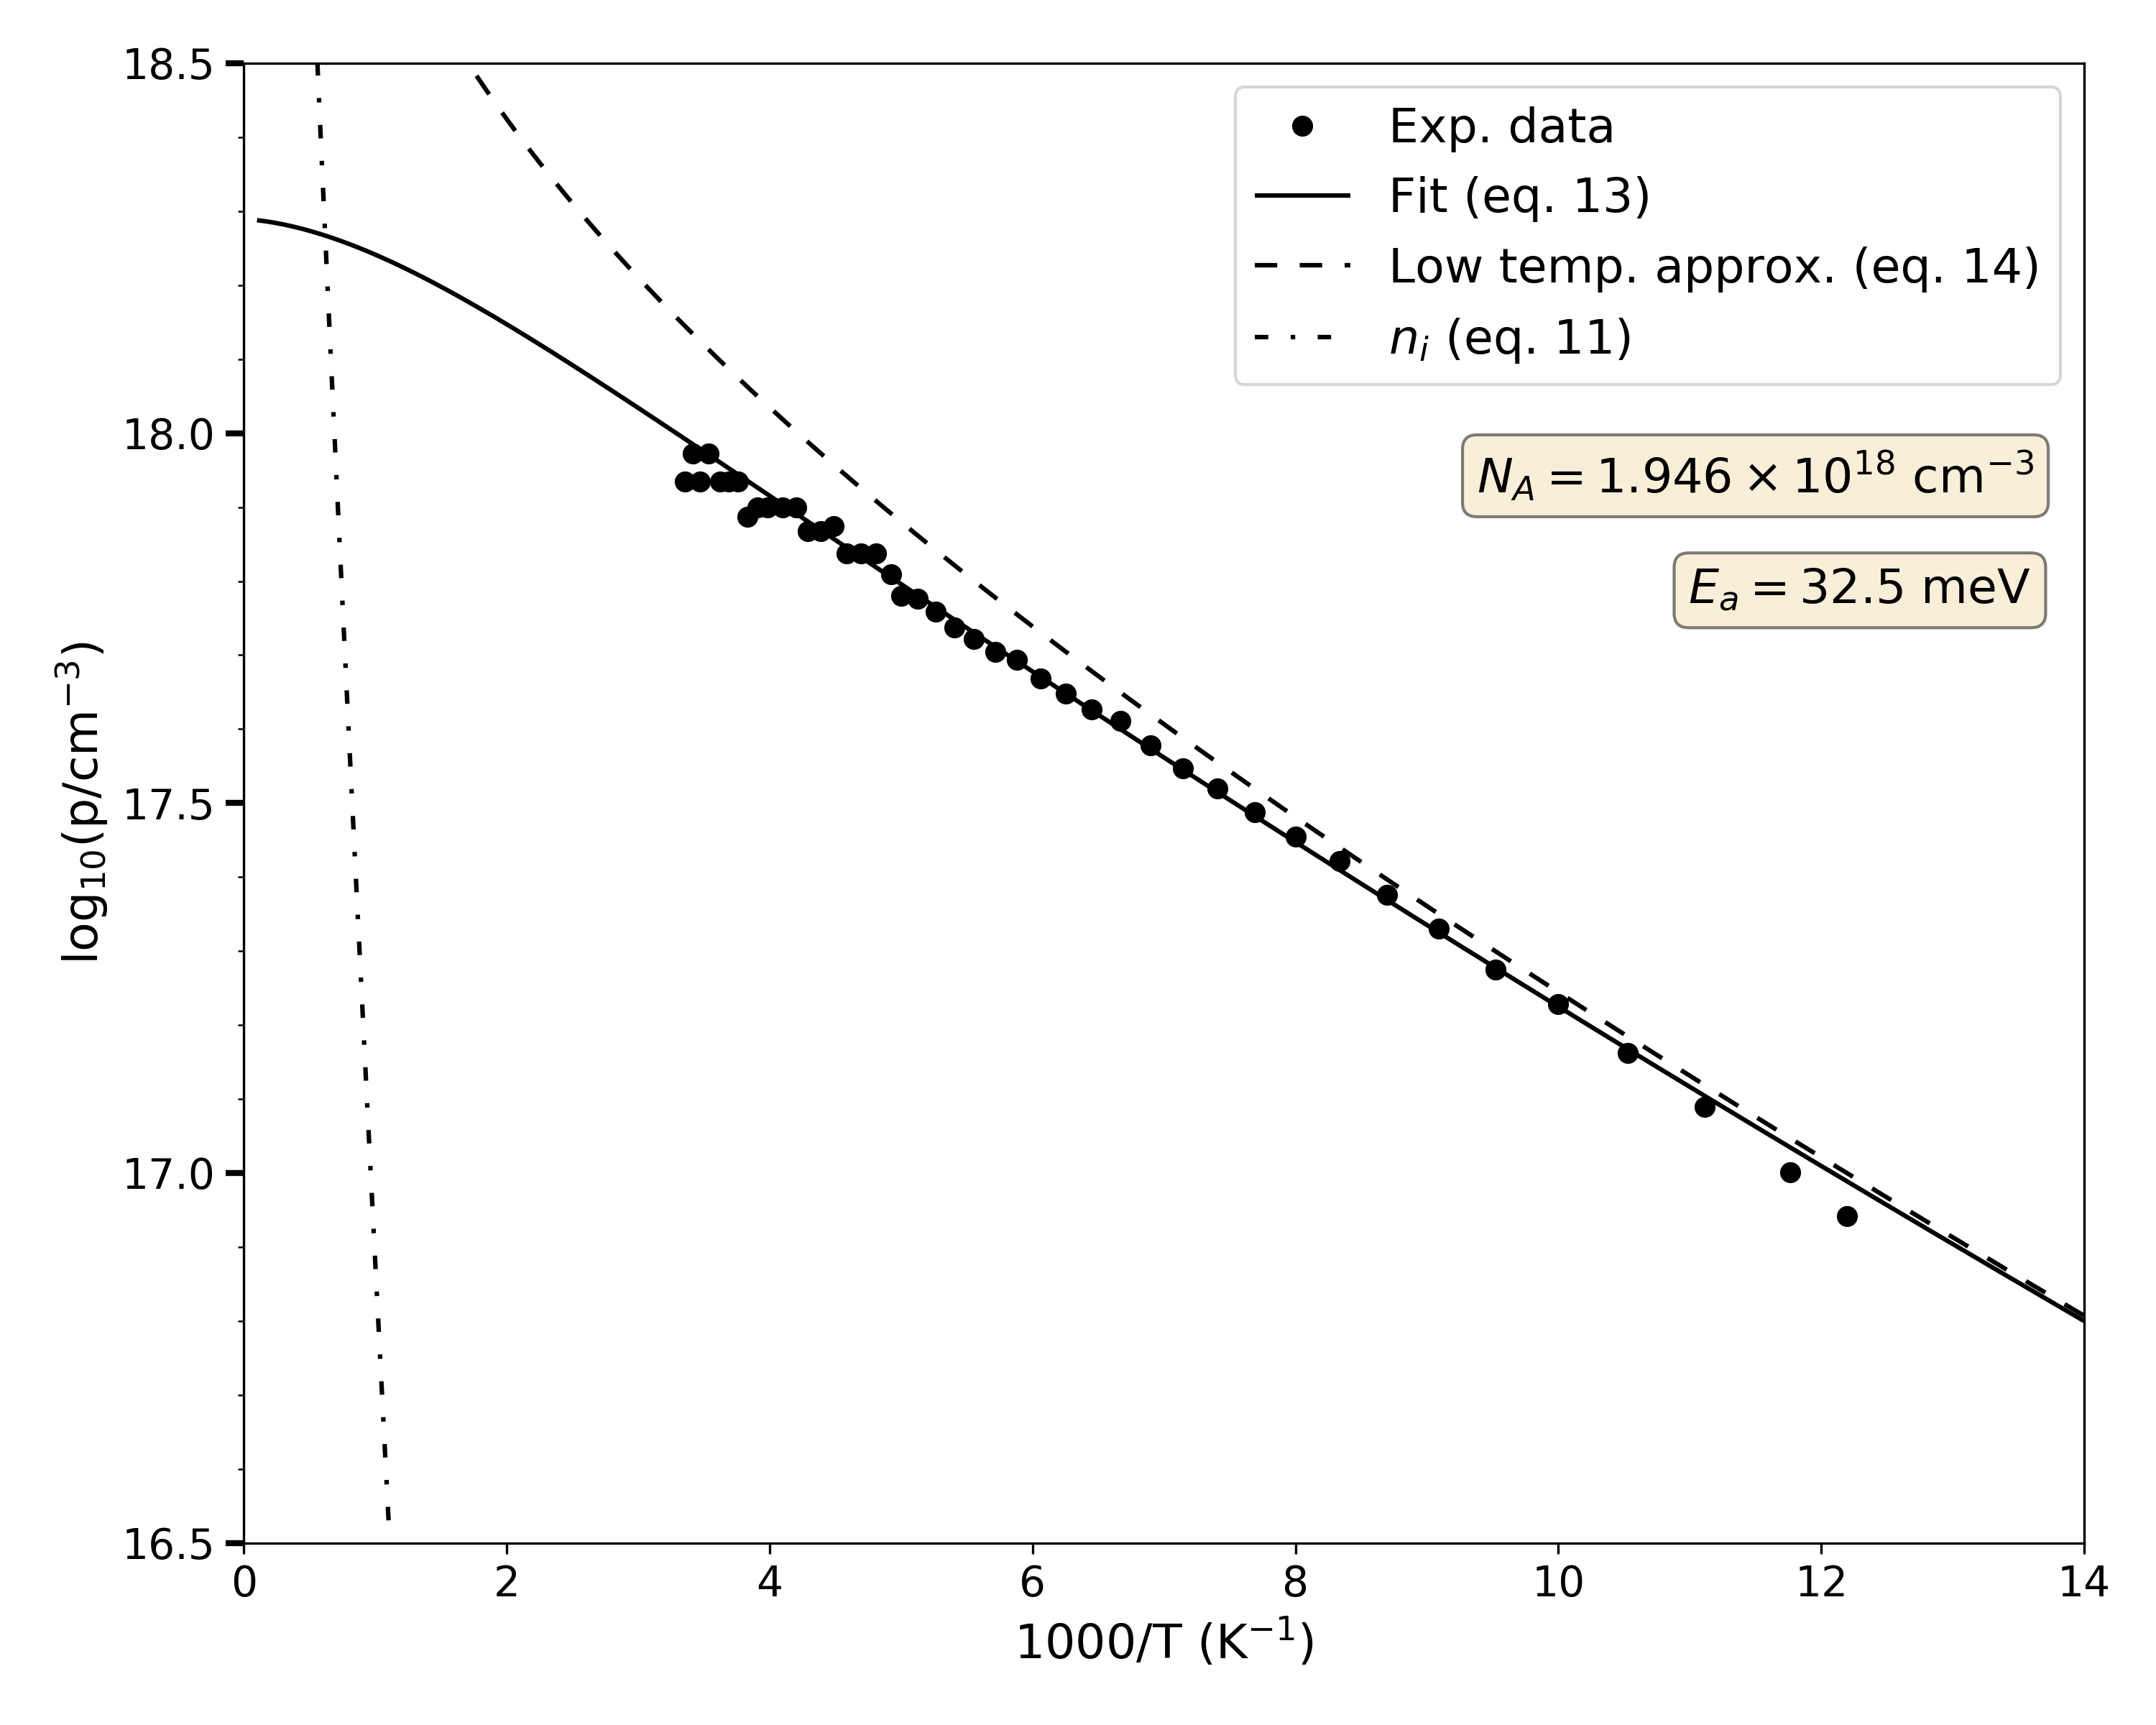 18.5
18.0
17.5
17.0
16.5
log₁₀(p/cm⁻³)
Exp. data
Fit (eq. 13)
Low temp. approx. (eq. 14)
nᵢ (eq. 11)
N_A = 1.946 × 10¹⁸ cm⁻³
Eₐ = 32.5 meV
0 2 4 6 8 10 12 14
1000/T (K⁻¹)